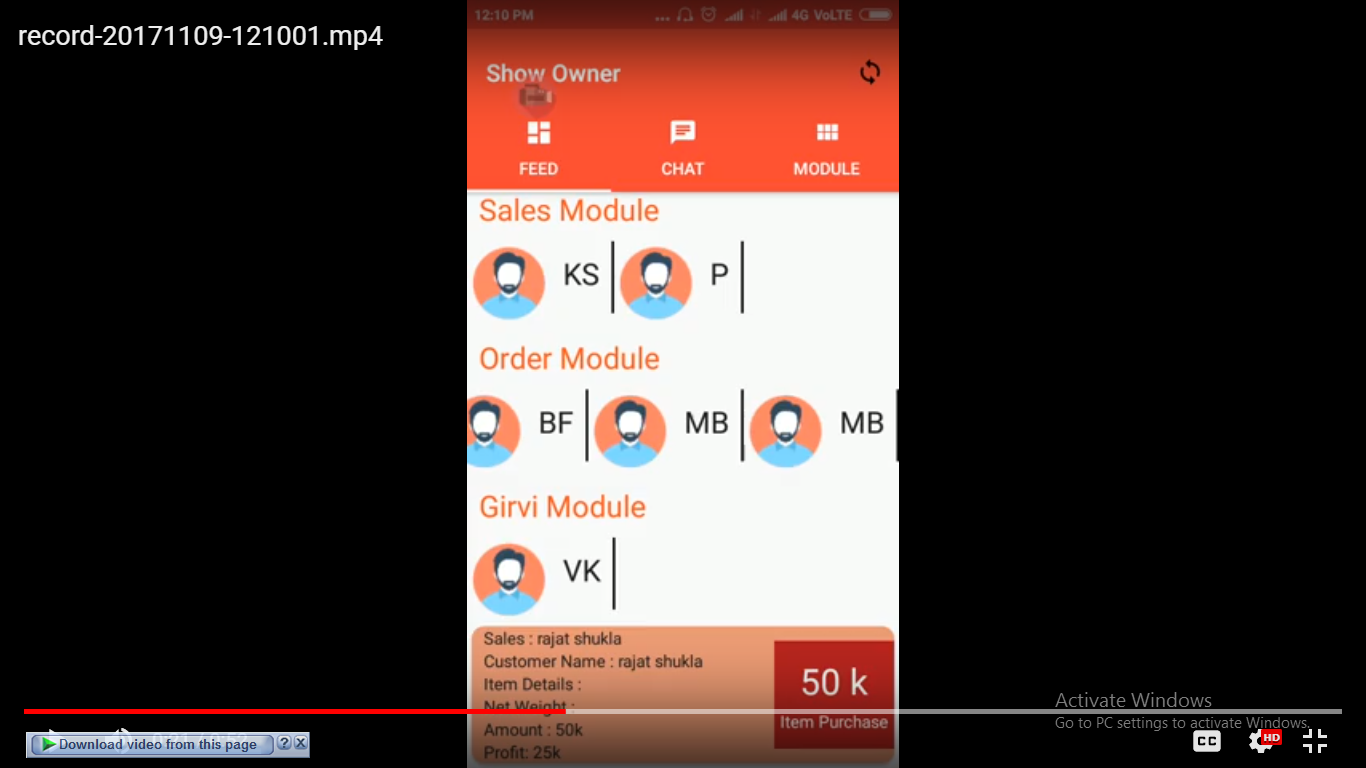 record-20171109-121001.mp4
12:10 PM ... 4G VoLTE
Show Owner
FEED CHAT MODULE
Sales Module
KS P
Order Module
BF MB MB
Girvi Module
VK
Sales : rajat shukla
Customer Name : rajat shukla
Item Details :
Net Weight :
Amount : 50k
Profit: 25k
50 k
Item Purchase
Activate Windows
Go to PC settings to activate Windows.
Download video from this page ? X
CC HD